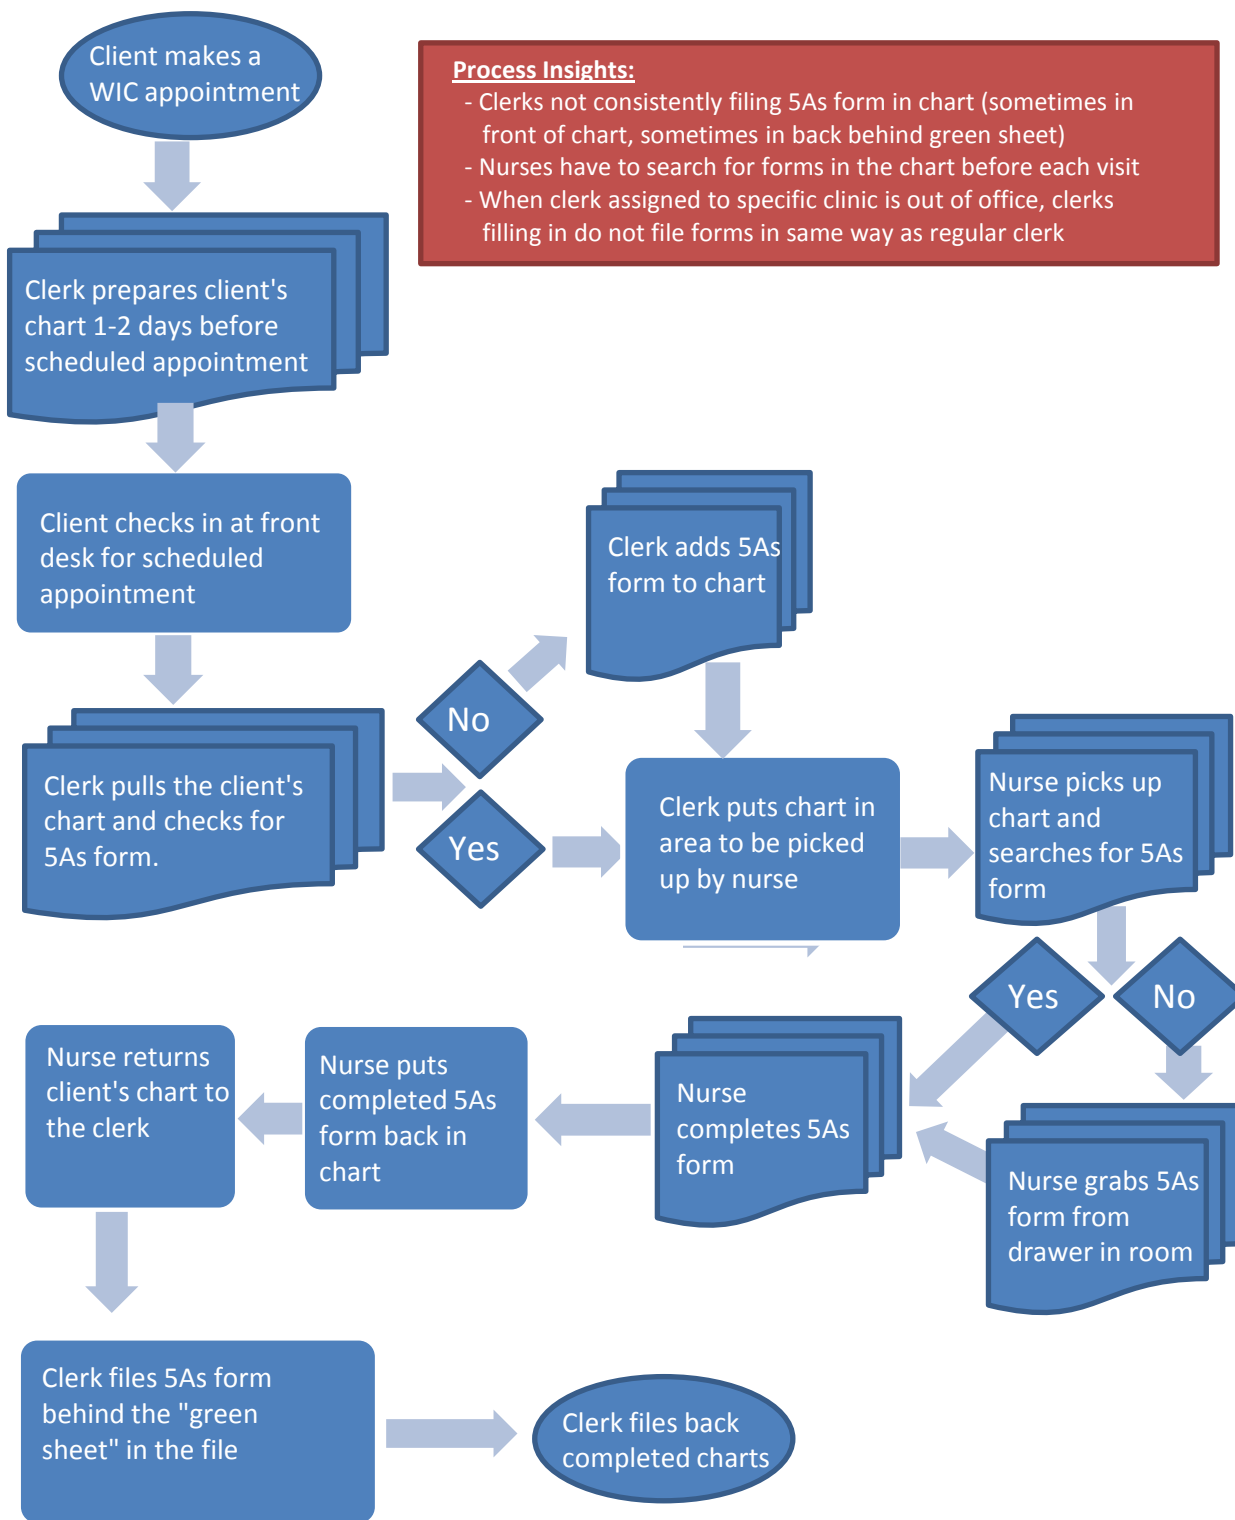 Client makes a
WIC appointment
Process Insights:
- Clerks not consistently filing 5As form in chart (sometimes in
front of chart, sometimes in back behind green sheet)
- Nurses have to search for forms in the chart before each visit
- When clerk assigned to specific clinic is out of office, clerks
filling in do not file forms in same way as regular clerk
Clerk prepares client's
chart 1-2 days before
scheduled appointment
Client checks in at front
desk for scheduled
appointment
Clerk pulls the client's
chart and checks for
5As form.
No
Yes
Clerk adds 5As
form to chart
Clerk puts chart in
area to be picked
up by nurse
Nurse picks up
chart and
searches for 5As
form
Yes
No
Nurse grabs 5As
form from
drawer in room
Nurse
completes 5As
form
Nurse puts
completed 5As
form back in
chart
Nurse returns
client's chart to
the clerk
Clerk files 5As form
behind the "green
sheet" in the file
Clerk files back
completed charts